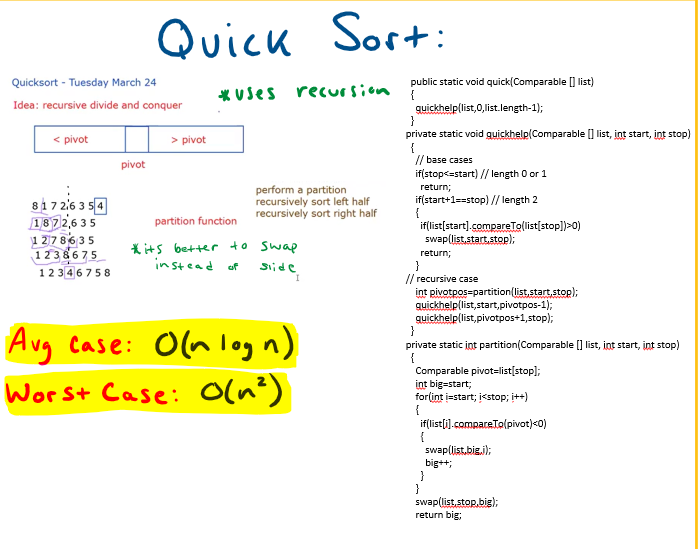 Quick Sort:
Quicksort - Tuesday March 24
Idea: recursive divide and conquer
*uses recursion
< pivot
> pivot
pivot
8 1 7 2 6 3 5 4
1 8 7 2 6 3 5
1 2 7 8 6 3 5
1 2 3 8 6 7 5
1 2 3 4 6 7 5 8
partition function
perform a partition
recursively sort left half
recursively sort right half
*its better to swap
instead of slide
Avg case: O(n log n)
Worst Case: O(n²)
public static void quick(Comparable [] list)
{
quickhelp(list,0,list.length-1);
}
private static void quickhelp(Comparable [] list, int start, int stop)
{
// base cases
if(stop<=start) // length 0 or 1
return;
if(start+1==stop) // length 2
{
if(list[start].compareTo(list[stop])>0)
swap(list,start,stop);
return;
}
// recursive case
int pivotpos=partition(list,start,stop);
quickhelp(list,start,pivotpos-1);
quickhelp(list,pivotpos+1,stop);
}
private static int partition(Comparable [] list, int start, int stop)
{
Comparable pivot=list[stop];
int big=start;
for(int i=start; i<stop; i++)
{
if(list[i].compareTo(pivot)<0)
{
swap(list,big,i);
big++;
}
}
swap(list,stop,big);
return big;